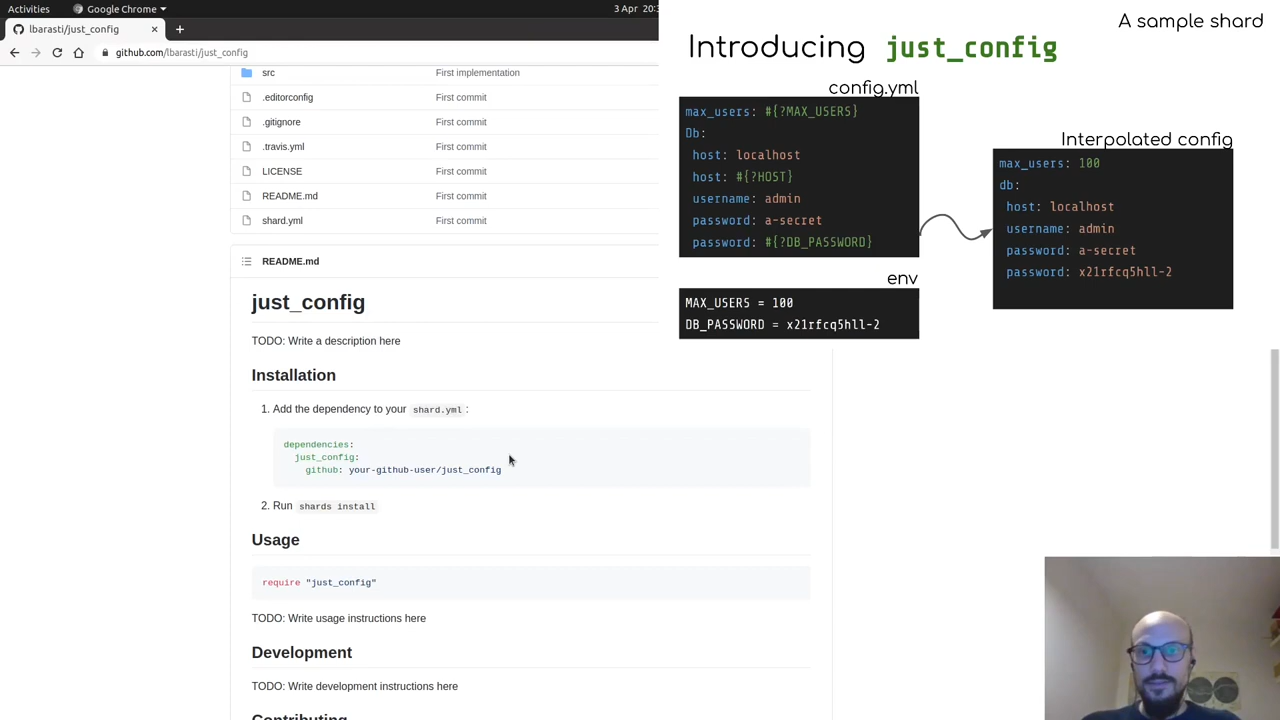 Activities
Google Chrome
3 Apr 20:3
lbarasti/just_config
github.com/lbarasti/just_config
src First implementation
.editorconfig First commit
.gitignore First commit
.travis.yml First commit
LICENSE First commit
README.md First commit
shard.yml First commit
README.md
just_config
TODO: Write a description here
Installation
1. Add the dependency to your shard.yml :
dependencies:
just_config:
github: your-github-user/just_config
2. Run shards install
Usage
require "just_config"
TODO: Write usage instructions here
Development
TODO: Write development instructions here
Contributing
A sample shard
Introducing just_config
config.yml
max_users: #{?MAX_USERS}
Db:
host: localhost
host: #{?HOST}
username: admin
password: a-secret
password: #{?DB_PASSWORD}
env
MAX_USERS = 100
DB_PASSWORD = x21rfcq5hll-2
Interpolated config
max_users: 100
db:
host: localhost
username: admin
password: a-secret
password: x21rfcq5hll-2